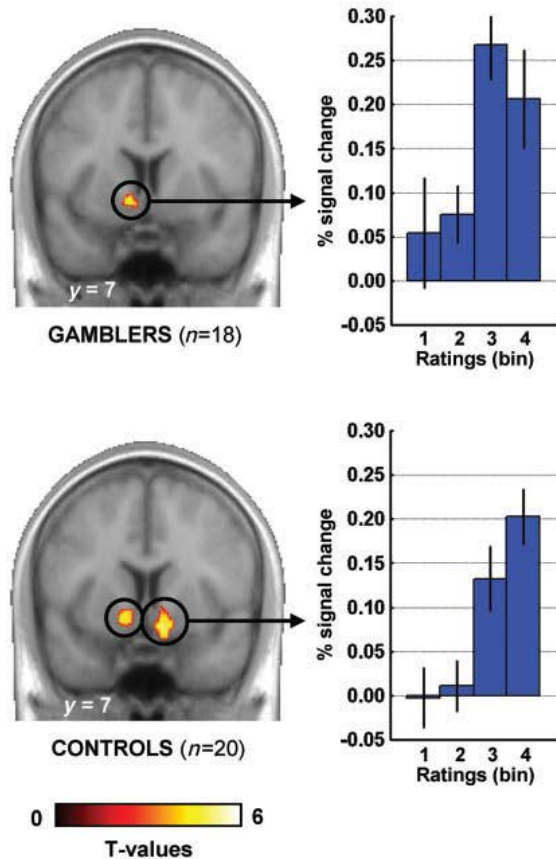 0.30
0.25
0.20
0.15
0.10
0.05
0.00
-0.05
% signal change
1 2 3 4
Ratings (bin)
y = 7
GAMBLERS (n=18)
0.30
0.25
0.20
0.15
0.10
0.05
0.00
-0.05
% signal change
1 2 3 4
Ratings (bin)
y = 7
CONTROLS (n=20)
0 6
T-values